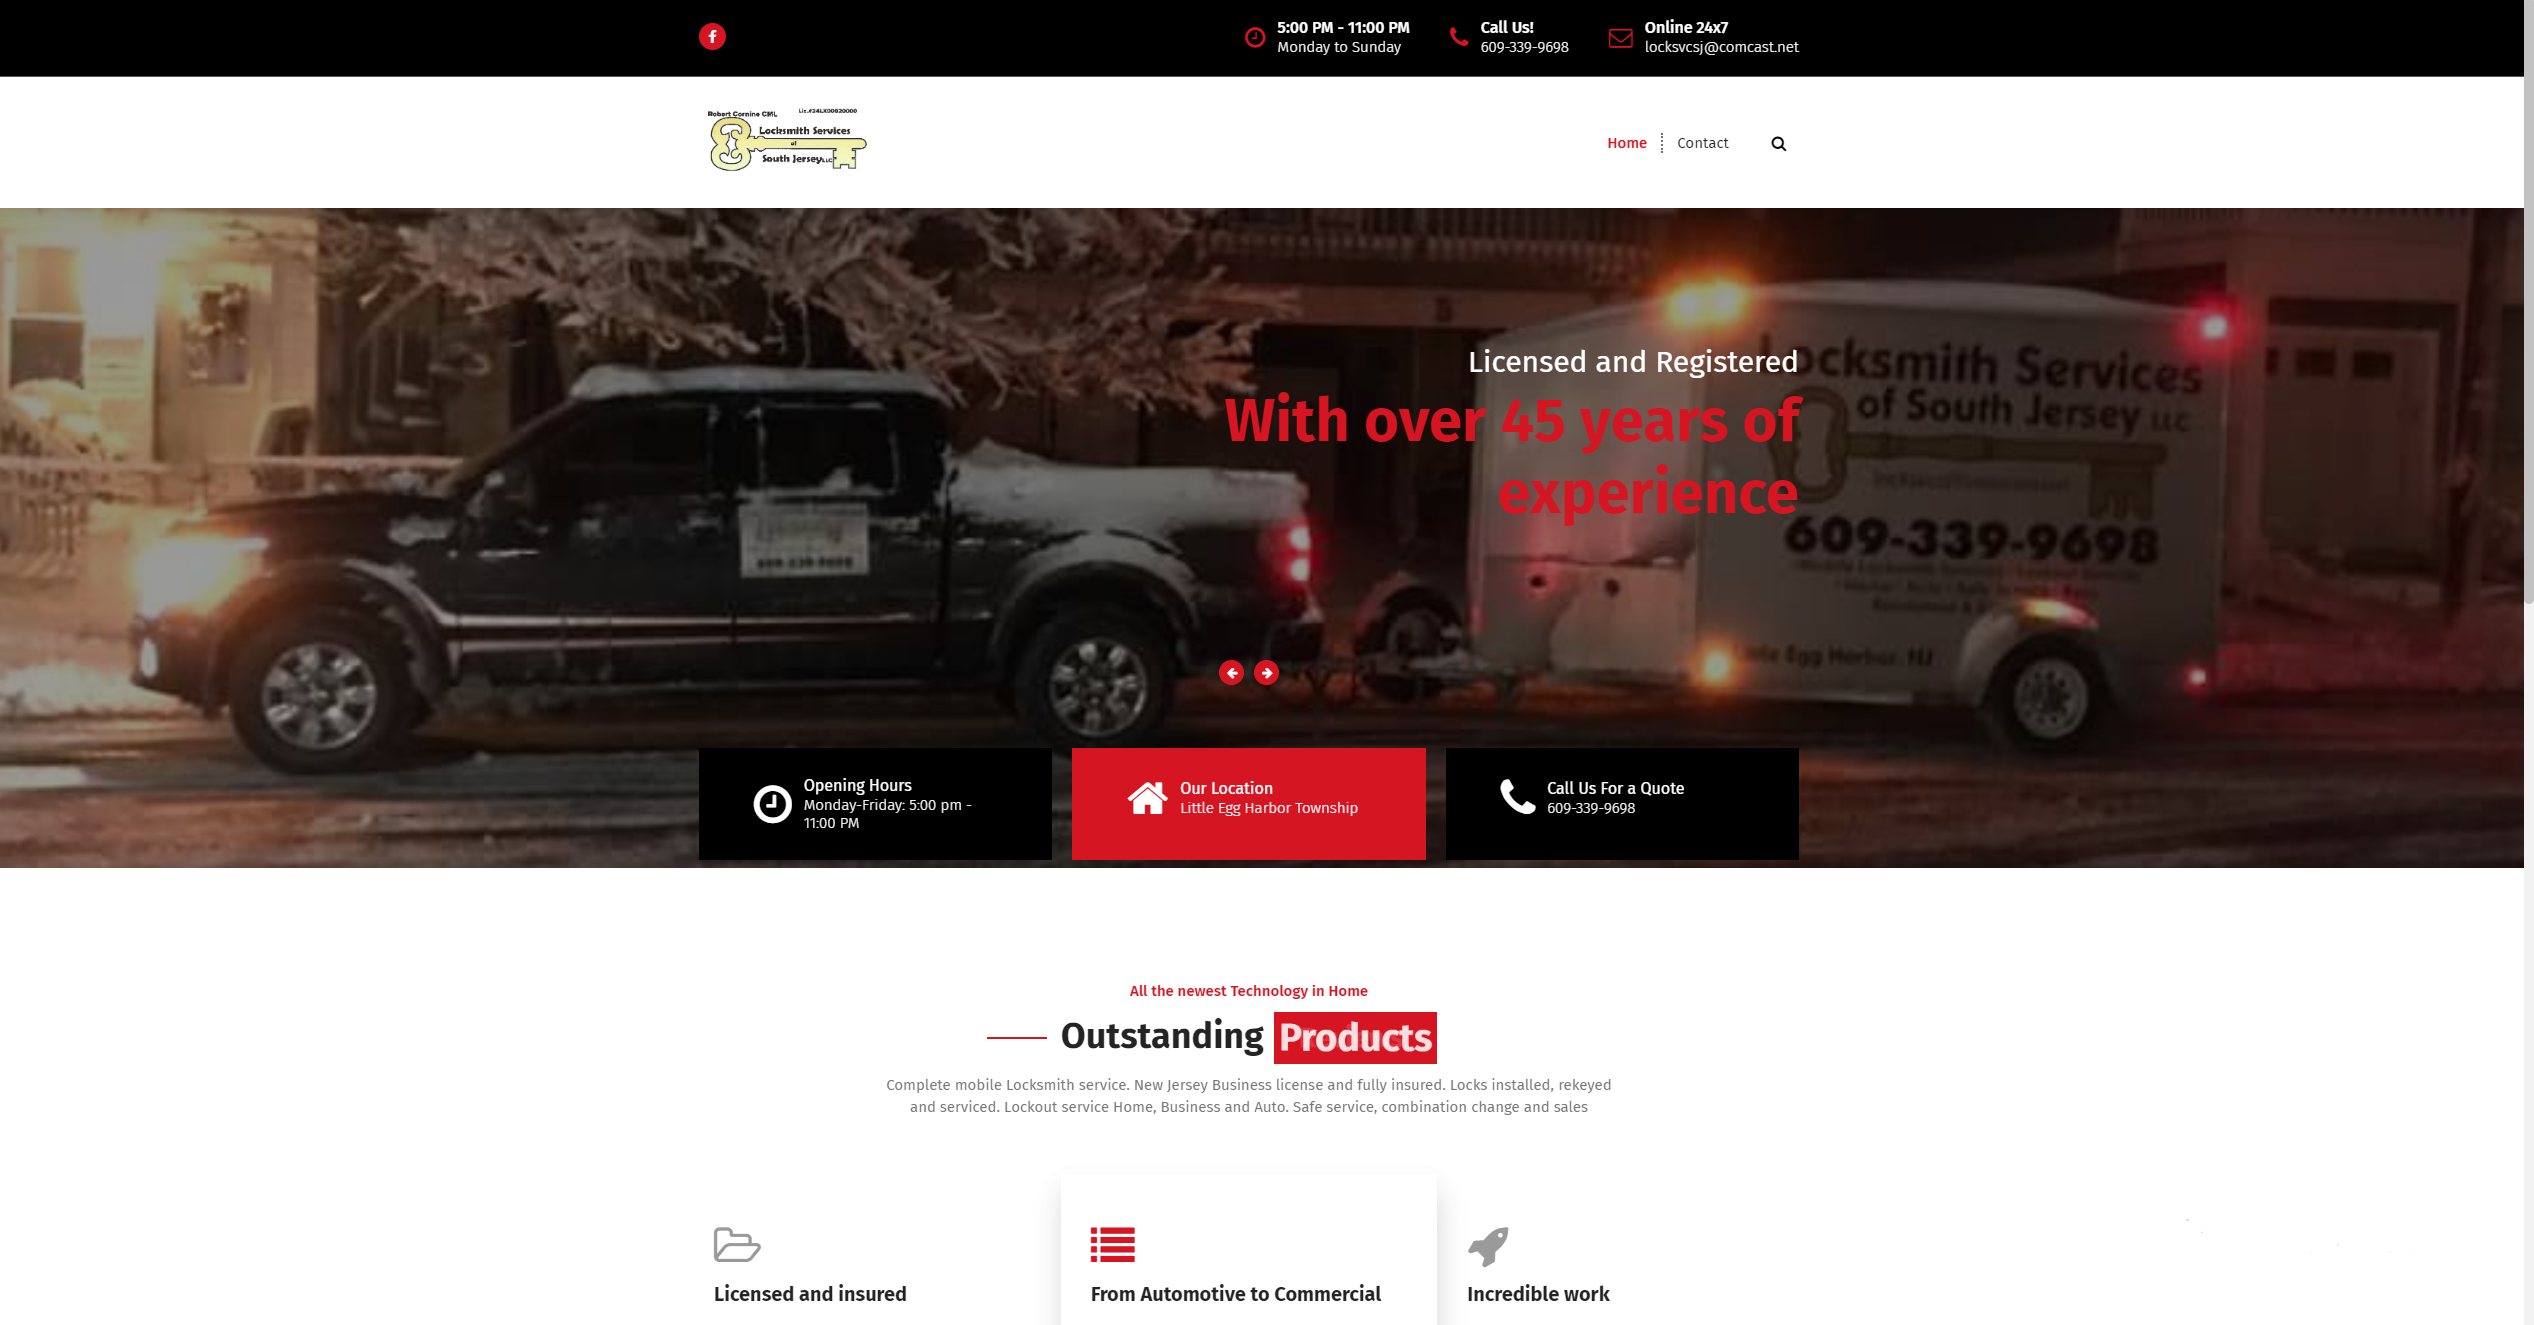 5:00 PM - 11:00 PM
Monday to Sunday
Call Us!
609-339-9698
Online 24x7
locksvcsj@comcast.net
Robert Cornine CML
Lic.#34LK00020000
Locksmith Services
of
South Jersey LLC
Home
Contact
Licensed and Registered
With over 45 years of
experience
Locksmith Services
of South Jersey LLC
609-339-9698
Little Egg Harbor, NJ
609-339-9698
Opening Hours
Monday-Friday: 5:00 pm -
11:00 PM
Our Location
Little Egg Harbor Township
Call Us For a Quote
609-339-9698
All the newest Technology in Home
Outstanding Products
Complete mobile Locksmith service. New Jersey Business license and fully insured. Locks installed, rekeyed
and serviced. Lockout service Home, Business and Auto. Safe service, combination change and sales
Licensed and insured
From Automotive to Commercial
Incredible work